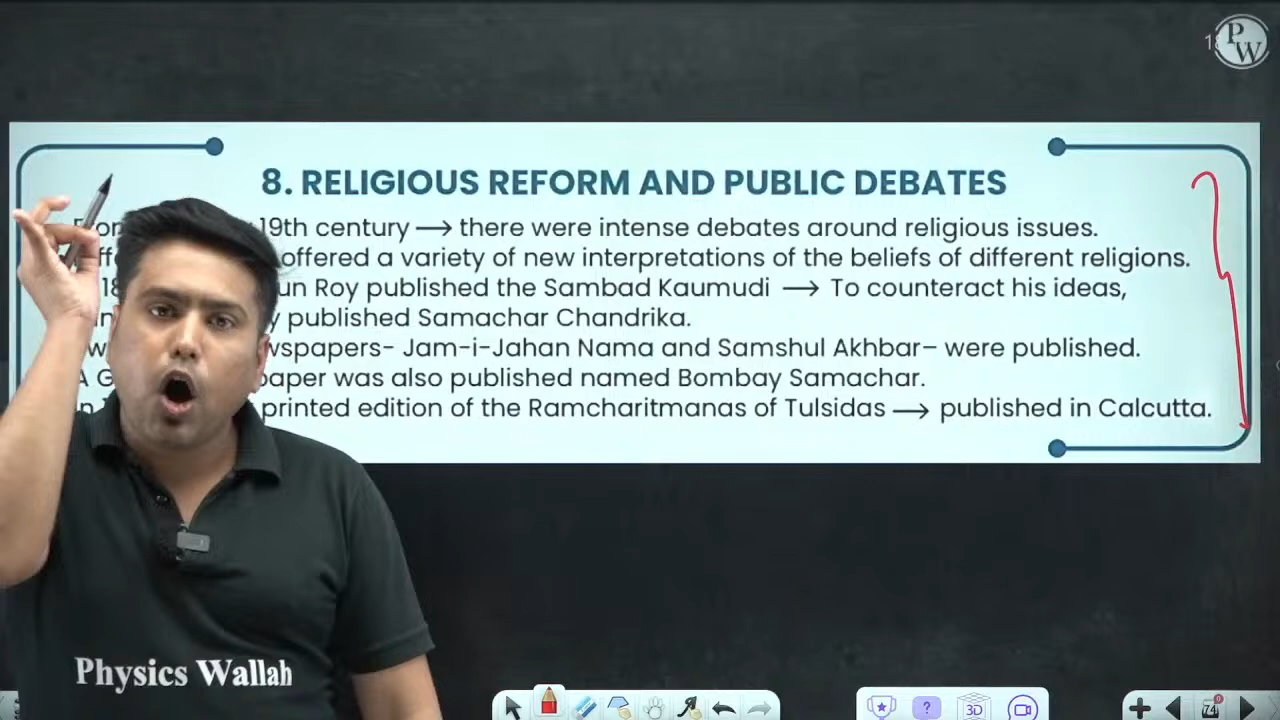 PW
8. RELIGIOUS REFORM AND PUBLIC DEBATES
19th century → there were intense debates around religious issues.
offered a variety of new interpretations of the beliefs of different religions.
Roy published the Sambad Kaumudi → To counteract his ideas,
published Samachar Chandrika.
Jam-i-Jahan Nama and Samshul Akhbar– were published.
was also published named Bombay Samachar.
printed edition of the Ramcharitmanas of Tulsidas → published in Calcutta.
Physics Wallah
? 3D 74